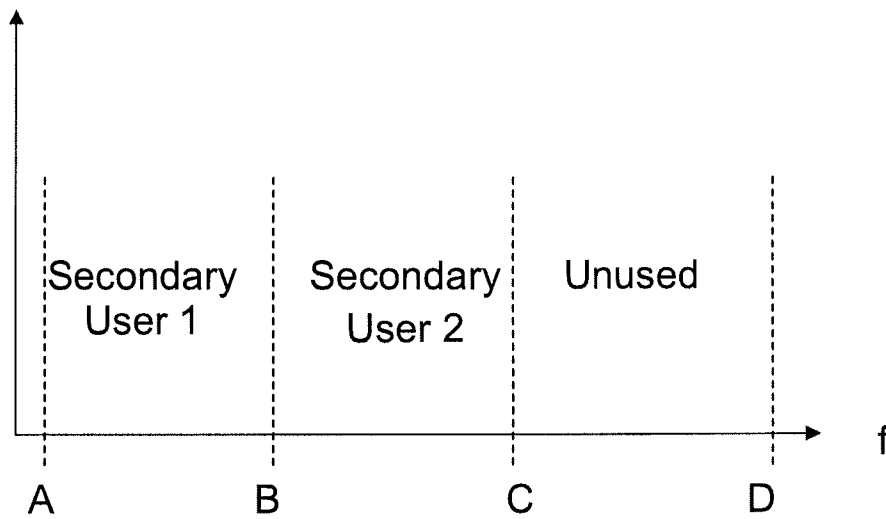 Secondary
User 1
Secondary
User 2
Unused
f
A
B
C
D